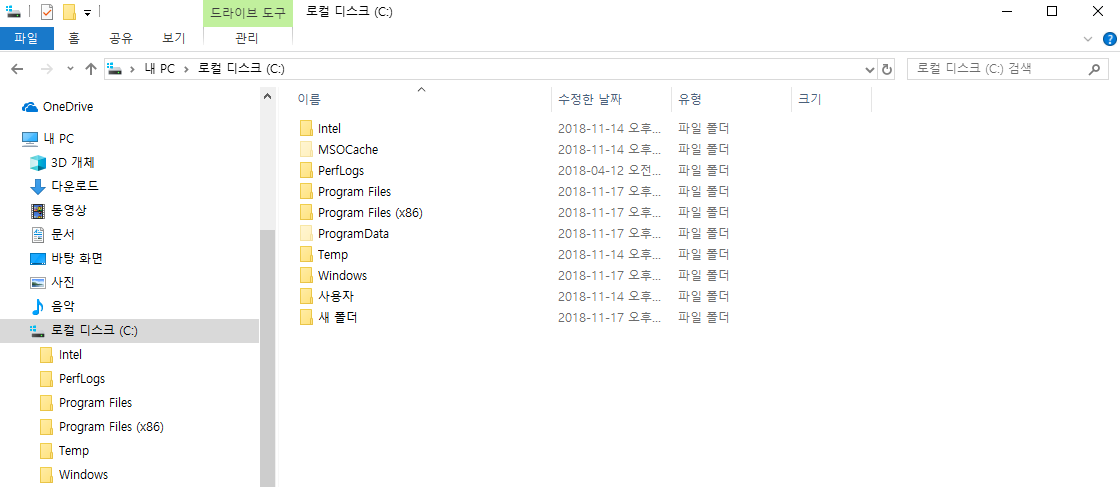 드라이브 도구 로컬 디스크 (C:)
파일 홈 공유 보기 관리
내 PC 로컬 디스크 (C:) 로컬 디스크 (C:) 검색
OneDrive
내 PC
3D 개체
다운로드
동영상
문서
바탕 화면
사진
음악
로컬 디스크 (C:)
Intel
PerfLogs
Program Files
Program Files (x86)
Temp
Windows
이름 수정한 날짜 유형 크기
Intel 2018-11-14 오후... 파일 폴더
MSOCache 2018-11-14 오후... 파일 폴더
PerfLogs 2018-04-12 오전... 파일 폴더
Program Files 2018-11-17 오후... 파일 폴더
Program Files (x86) 2018-11-17 오후... 파일 폴더
ProgramData 2018-11-17 오후... 파일 폴더
Temp 2018-11-14 오후... 파일 폴더
Windows 2018-11-17 오후... 파일 폴더
사용자 2018-11-14 오후... 파일 폴더
새 폴더 2018-11-17 오후... 파일 폴더